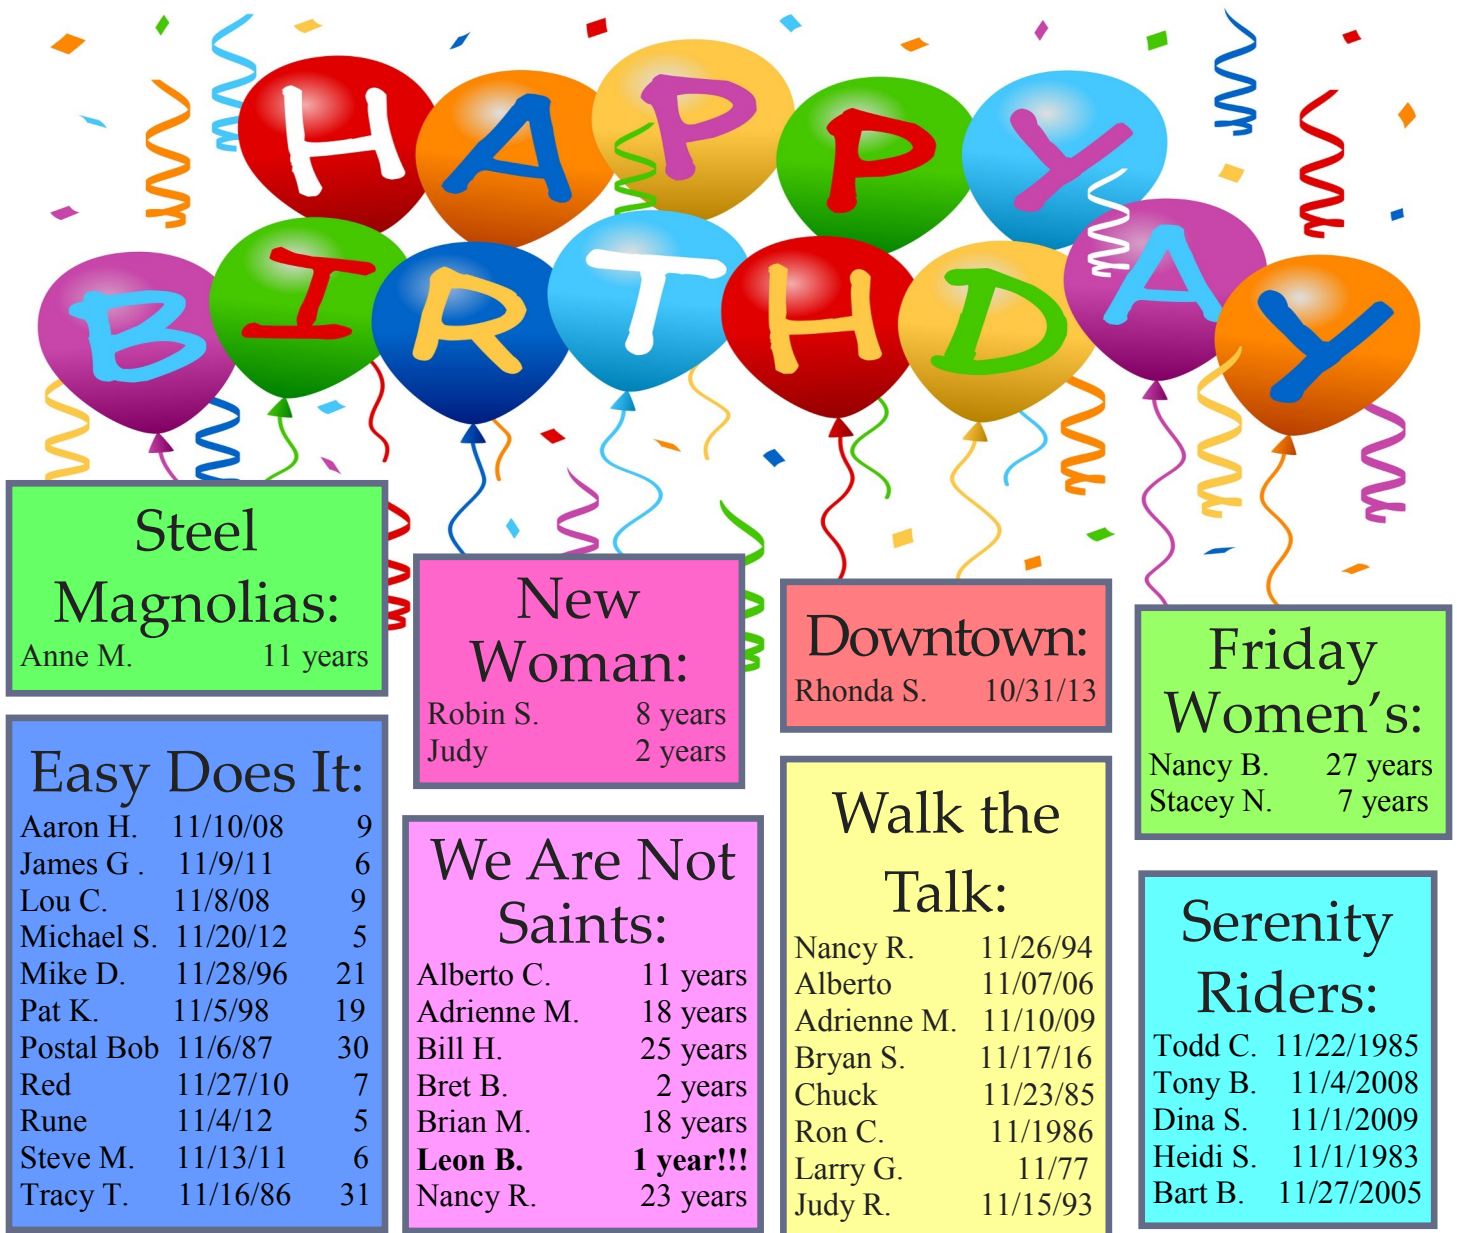 HAPPY
BIRTHDAY
Steel
Magnolias:
Anne M. 11 years
Easy Does It:
Aaron H. 11/10/08 9
James G . 11/9/11 6
Lou C. 11/8/08 9
Michael S. 11/20/12 5
Mike D. 11/28/96 21
Pat K. 11/5/98 19
Postal Bob 11/6/87 30
Red 11/27/10 7
Rune 11/4/12 5
Steve M. 11/13/11 6
Tracy T. 11/16/86 31
New
Woman:
Robin S. 8 years
Judy 2 years
We Are Not
Saints:
Alberto C. 11 years
Adrienne M. 18 years
Bill H. 25 years
Bret B. 2 years
Brian M. 18 years
Leon B. 1 year!!!
Nancy R. 23 years
Downtown:
Rhonda S. 10/31/13
Walk the
Talk:
Nancy R. 11/26/94
Alberto 11/07/06
Adrienne M. 11/10/09
Bryan S. 11/17/16
Chuck 11/23/85
Ron C. 11/1986
Larry G. 11/77
Judy R. 11/15/93
Friday
Women's:
Nancy B. 27 years
Stacey N. 7 years
Serenity
Riders:
Todd C. 11/22/1985
Tony B. 11/4/2008
Dina S. 11/1/2009
Heidi S. 11/1/1983
Bart B. 11/27/2005